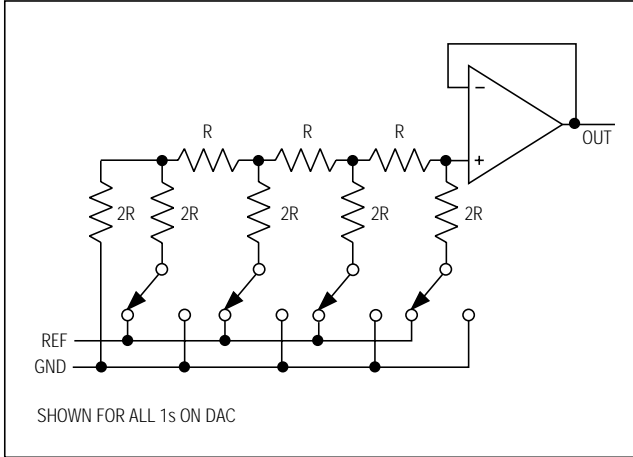 R R R
− OUT
+
2R 2R 2R 2R 2R
REF
GND
SHOWN FOR ALL 1s ON DAC